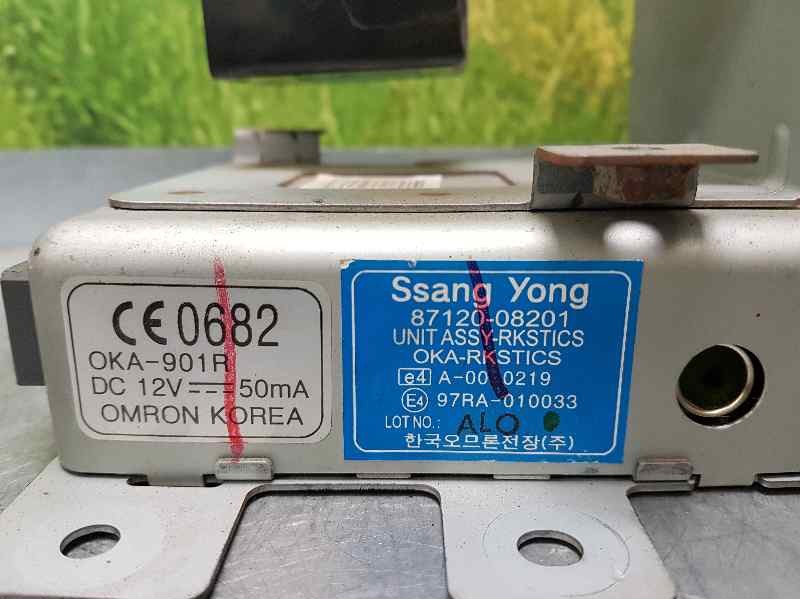 CE 0682
OKA-901R
DC 12V⎓50mA
OMRON KOREA
Ssang Yong
87120-08201
UNIT ASSY-RKSTICS
OKA-RKSTICS
e4 A-00 0219
E4 97RA-010033
LOT NO.: ALO
한국오므론전장(주)